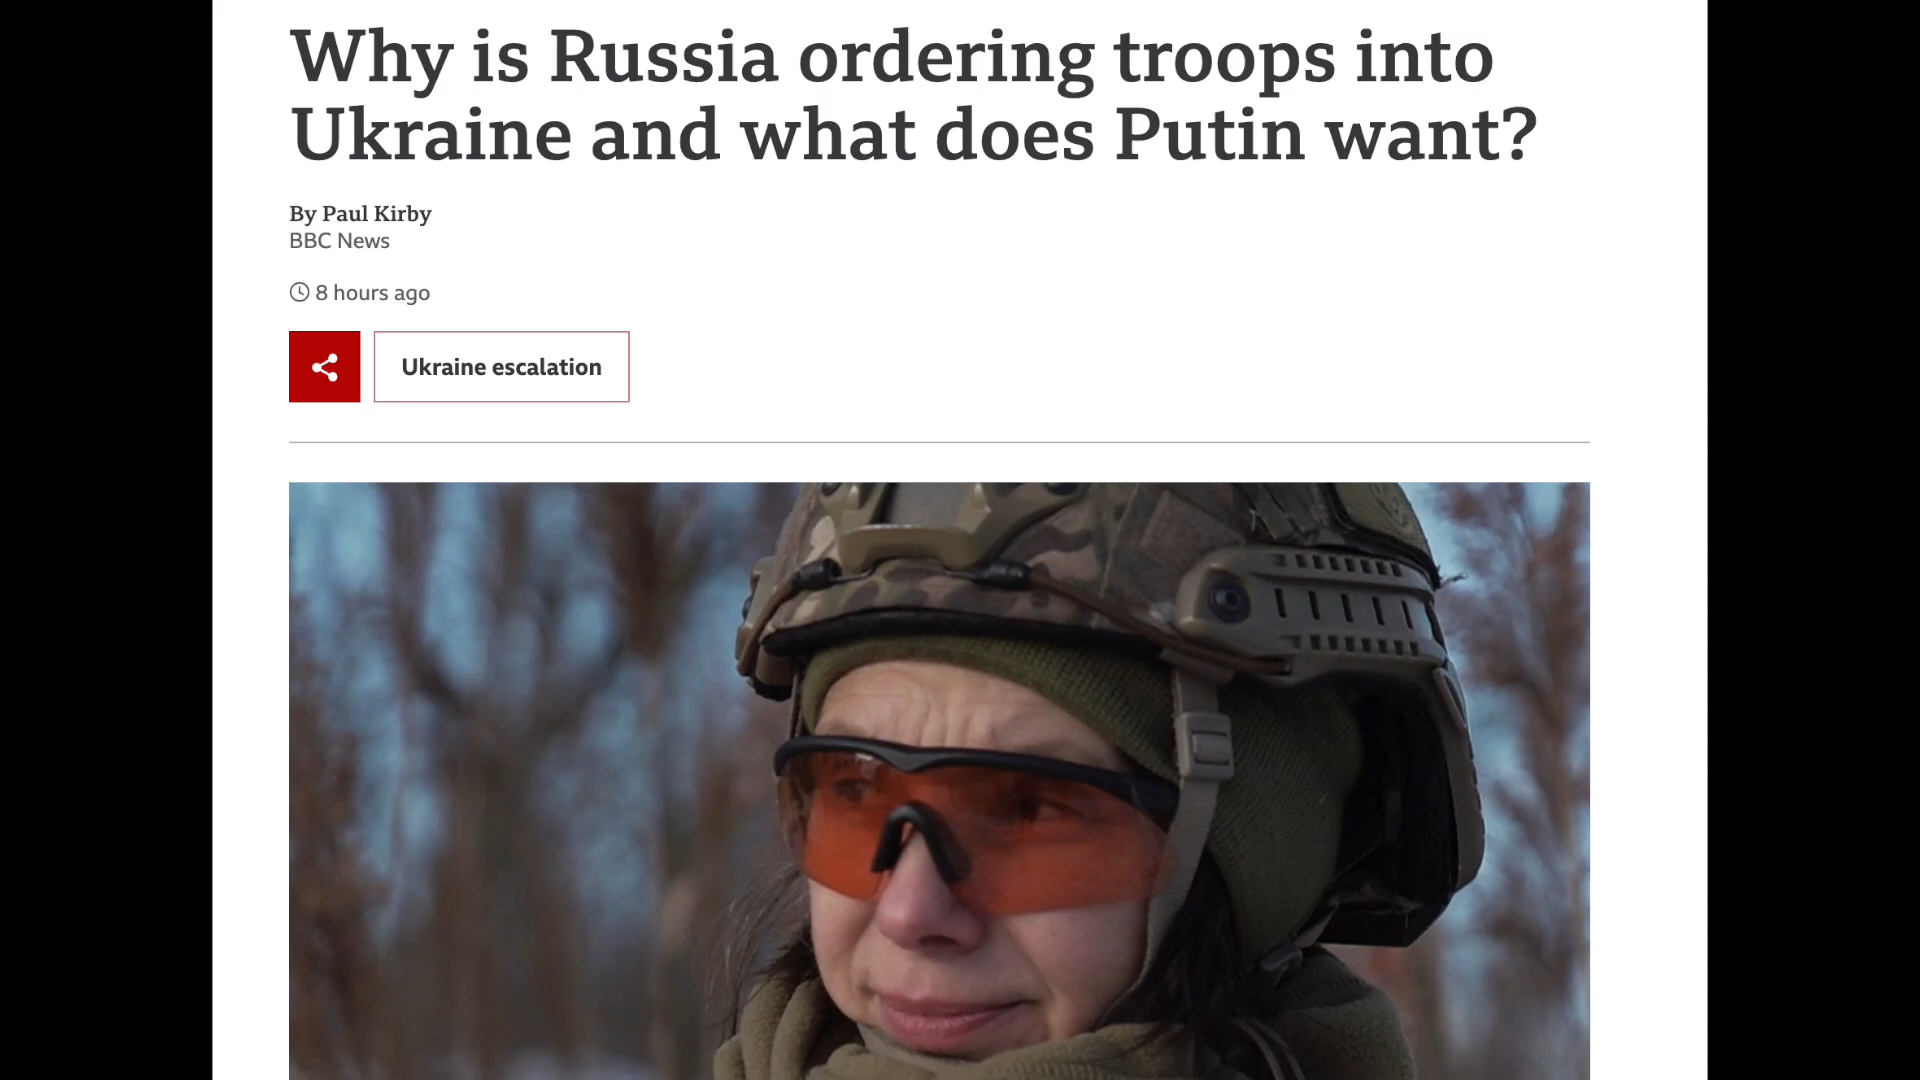 Why is Russia ordering troops into
Ukraine and what does Putin want?
By Paul Kirby
BBC News
8 hours ago
Ukraine escalation